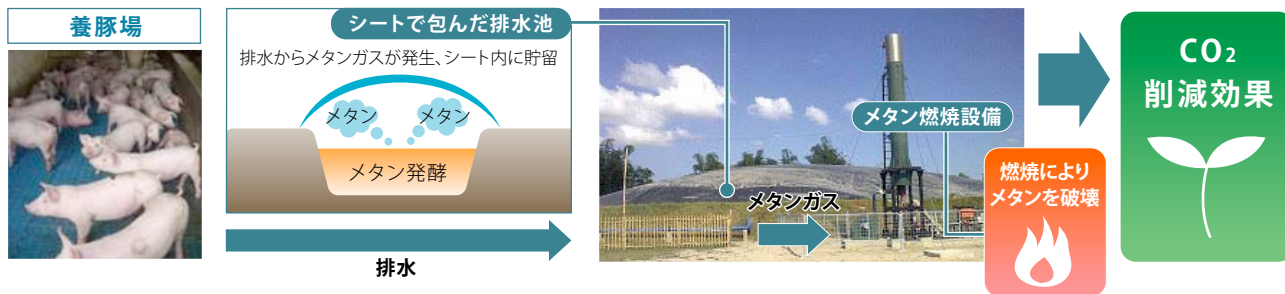 養豚場
シートで包んだ排水池
排水からメタンガスが発生、シート内に貯留
メタン
メタン
メタン発酵
排水
メタン燃焼設備
メタンガス
燃焼により
メタンを破壊
CO₂
削減効果